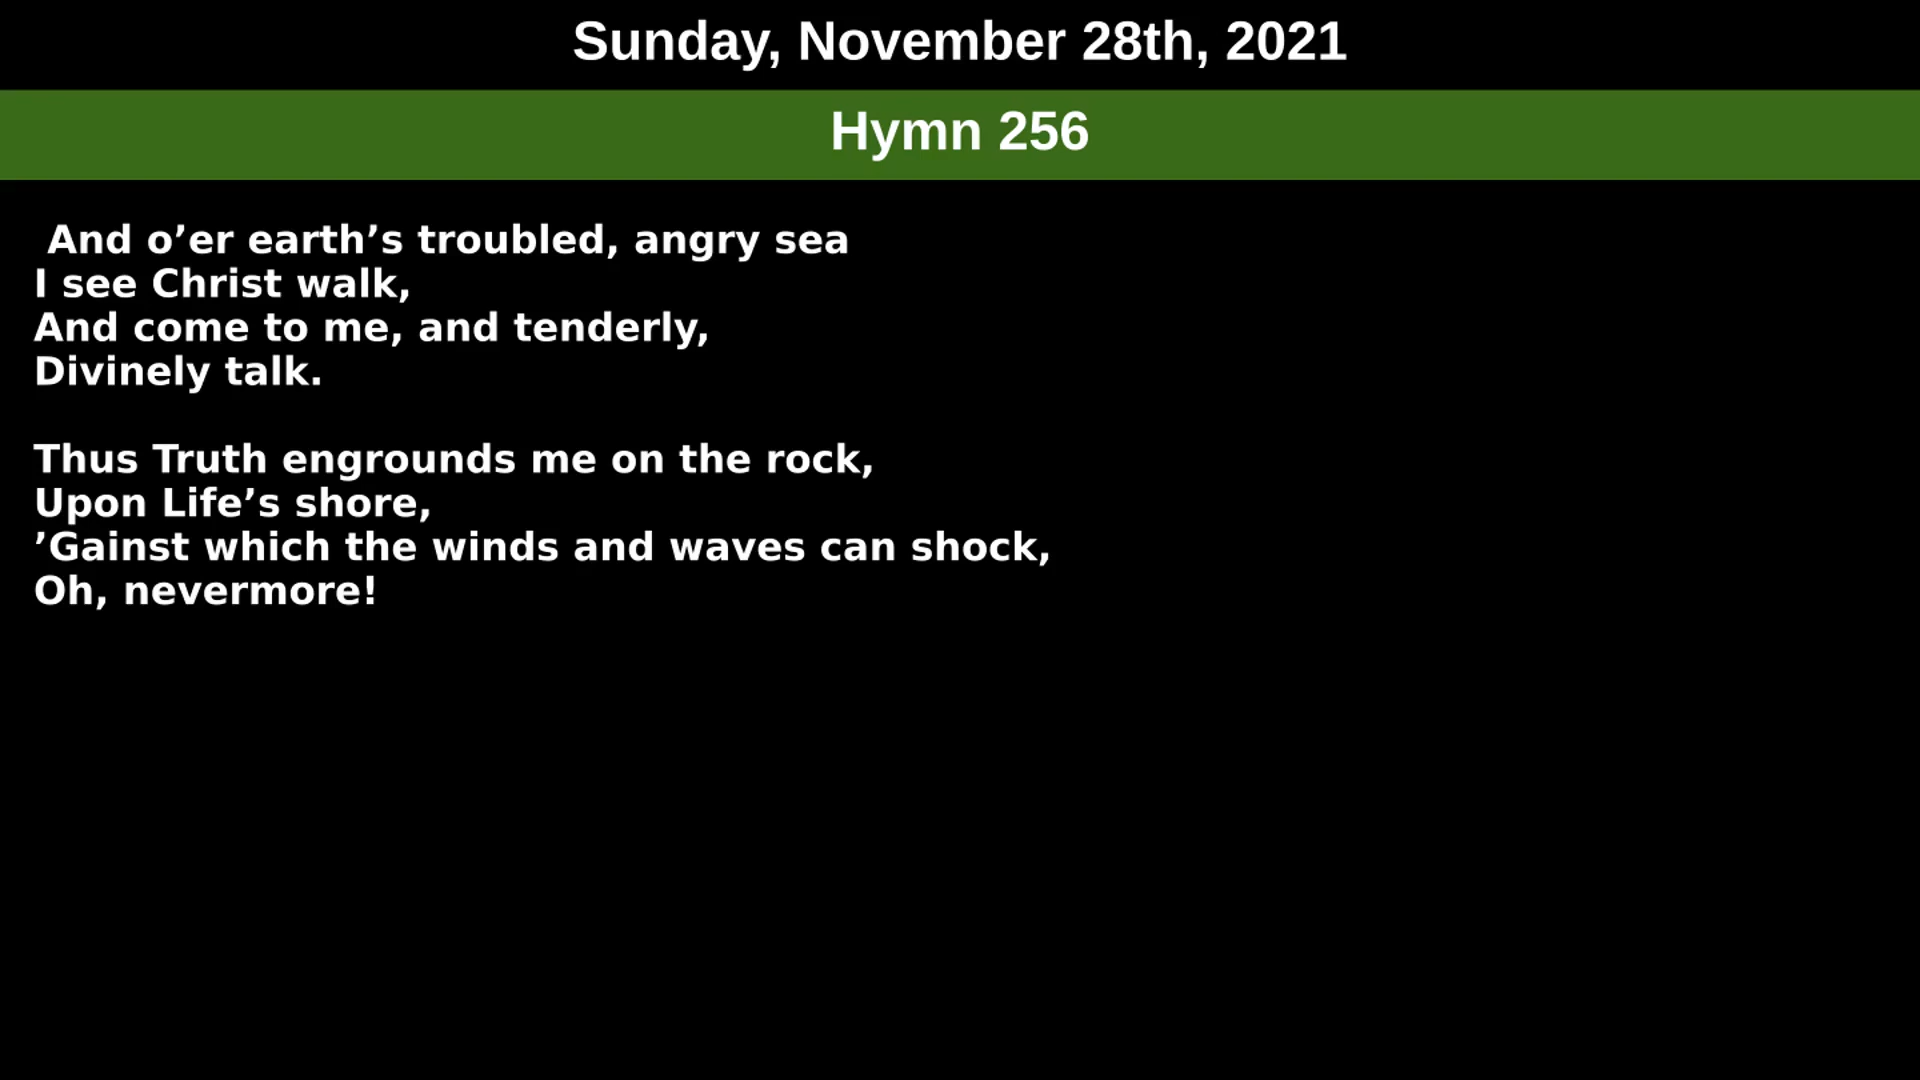 Sunday, November 28th, 2021
Hymn 256
And o’er earth’s troubled, angry sea
I see Christ walk,
And come to me, and tenderly,
Divinely talk.
Thus Truth engrounds me on the rock,
Upon Life’s shore,
’Gainst which the winds and waves can shock,
Oh, nevermore!